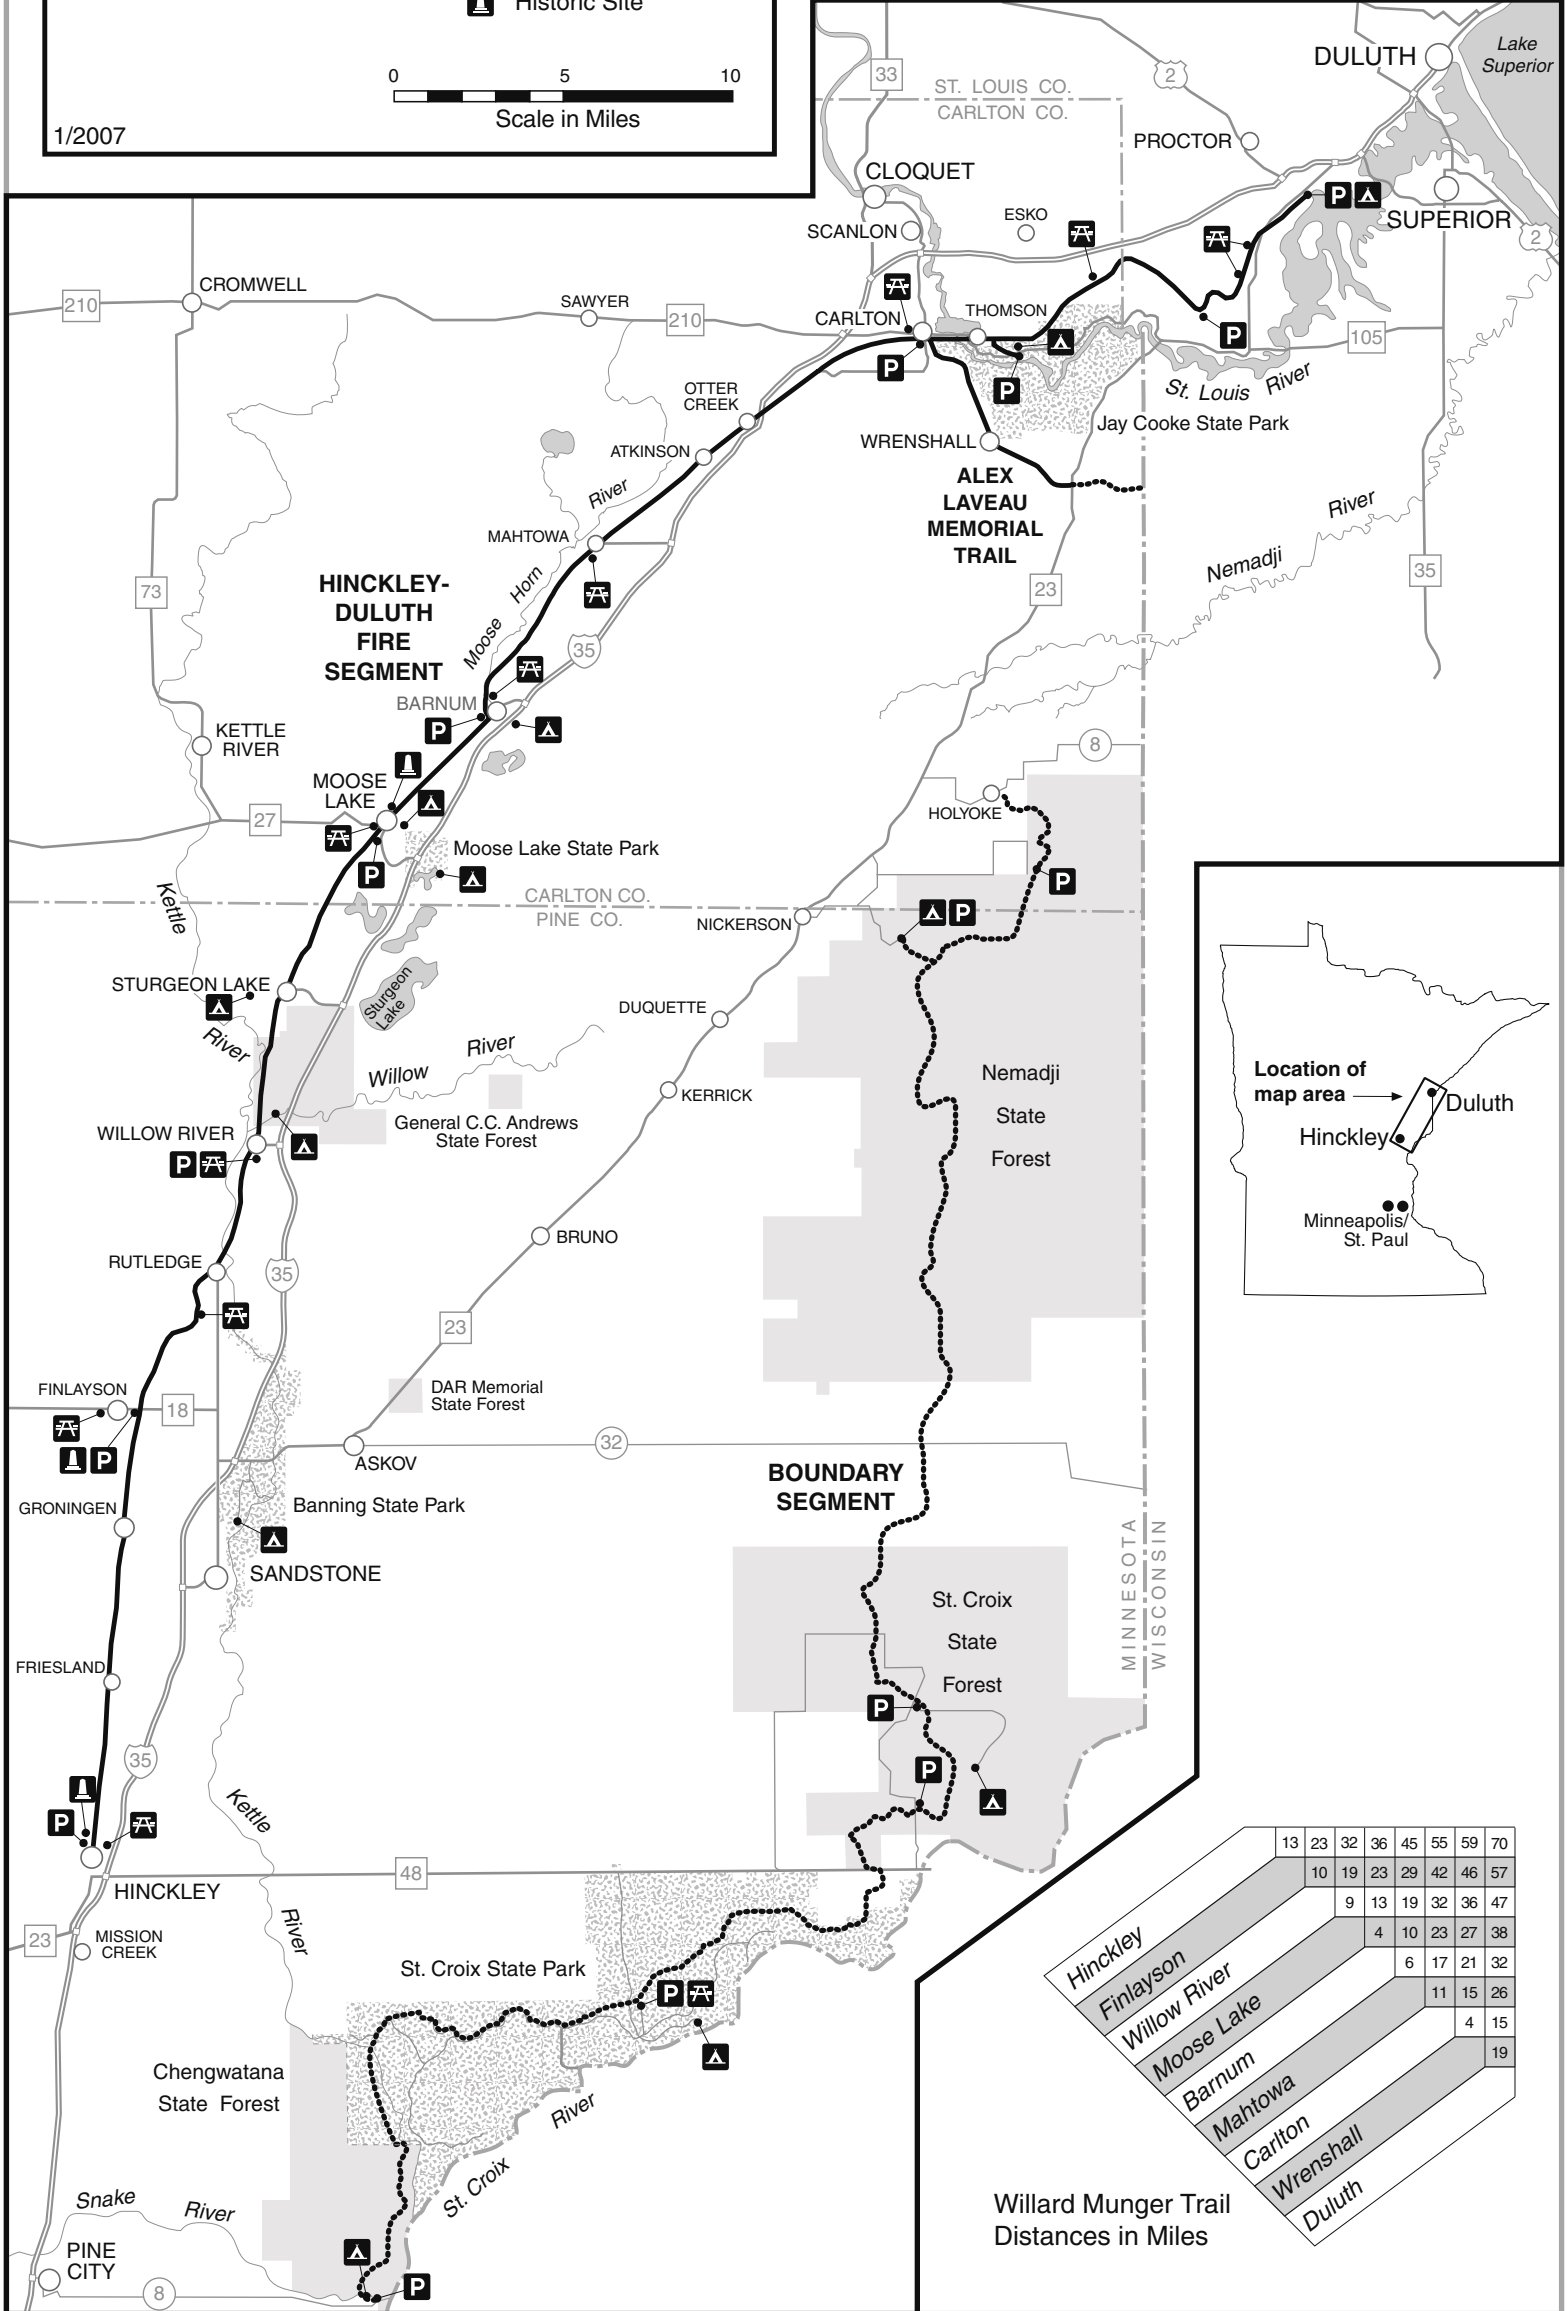 Historic Site
0 5 10
Scale in Miles
1/2007
33
2
DULUTH
Lake
Superior
ST. LOUIS CO.
CARLTON CO.
PROCTOR
CLOQUET
P
SUPERIOR
2
SCANLON
ESKO
CROMWELL
210
SAWYER
210
CARLTON
THOMSON
P
105
P
P
St. Louis River
Jay Cooke State Park
OTTER
CREEK
ATKINSON
WRENSHALL
ALEX
LAVEAU
MEMORIAL
TRAIL
River
Nemadji
35
MAHTOWA
Moose Horn River
73
HINCKLEY-
DULUTH
FIRE
SEGMENT
23
35
BARNUM
P
KETTLE
RIVER
8
MOOSE
LAKE
27
HOLYOKE
Moose Lake State Park
P
P
Kettle
CARLTON CO.
PINE CO.
NICKERSON
P
STURGEON LAKE
Sturgeon
Lake
River
DUQUETTE
Willow River
KERRICK
Nemadji
State
Forest
General C.C. Andrews
State Forest
WILLOW RIVER
P
Location of
map area
Duluth
Hinckley
Minneapolis/
St. Paul
BRUNO
RUTLEDGE
35
23
FINLAYSON
18
DAR Memorial
State Forest
P
32
ASKOV
BOUNDARY
SEGMENT
GRONINGEN
Banning State Park
MINNESOTA
WISCONSIN
SANDSTONE
St. Croix
State
Forest
FRIESLAND
P
35
P
P
Kettle
48
HINCKLEY
River
23
MISSION
CREEK
St. Croix State Park
P
Chengwatana
State Forest
St. Croix River
Snake River
PINE
CITY
P
8
13 23 32 36 45 55 59 70
10 19 23 29 42 46 57
9 13 19 32 36 47
4 10 23 27 38
6 17 21 32
11 15 26
4 15
19
Hinckley
Finlayson
Willow River
Moose Lake
Barnum
Mahtowa
Carlton
Wrenshall
Duluth
Willard Munger Trail
Distances in Miles